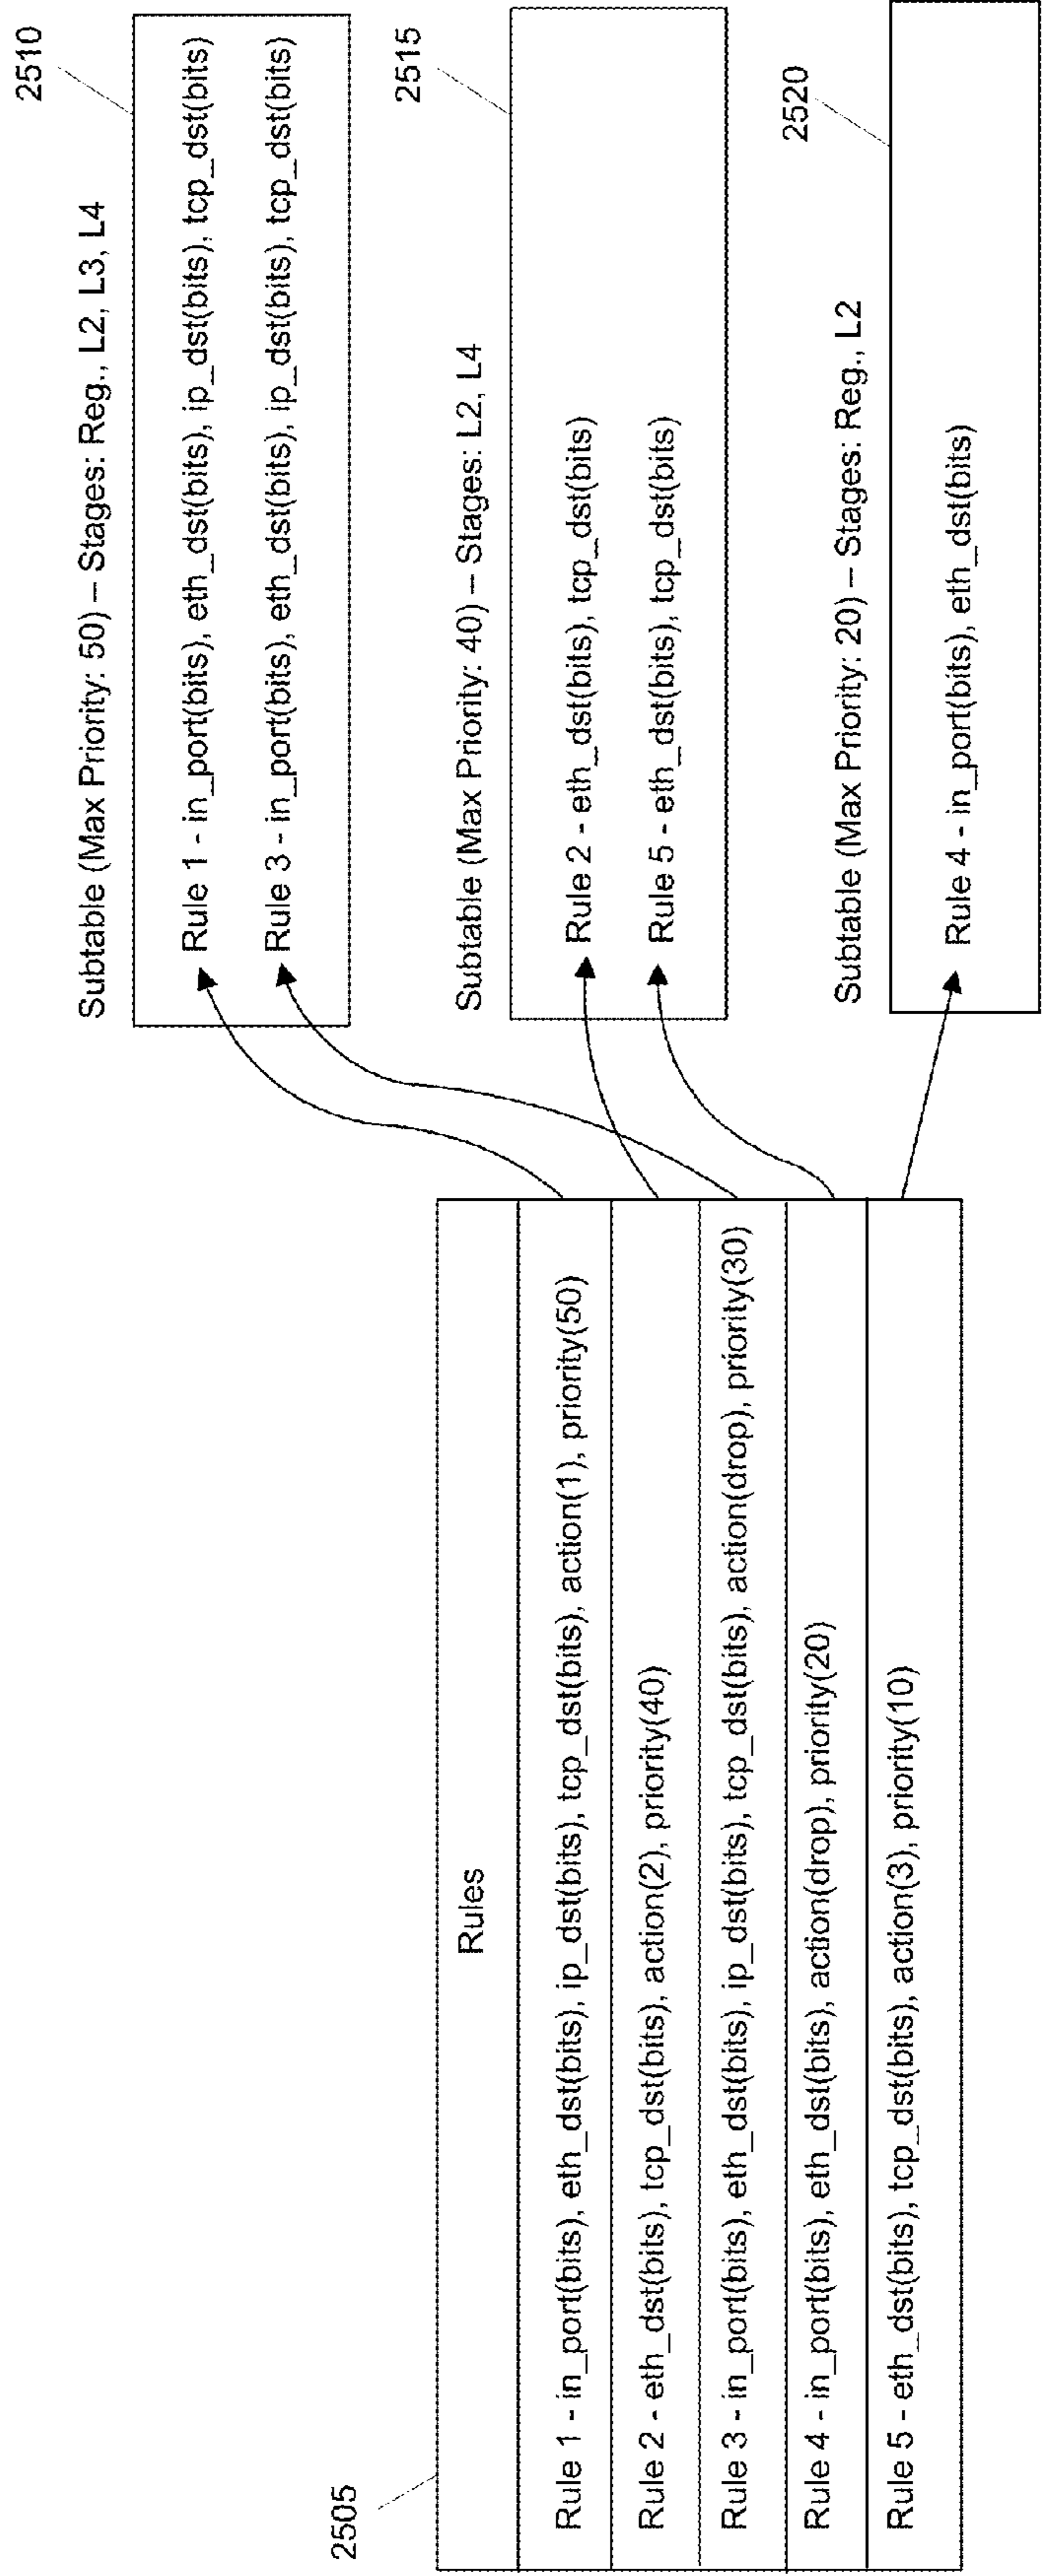 2505
Rules
Rule 1 - in_port(bits), eth_dst(bits), ip_dst(bits), tcp_dst(bits), action(1), priority(50)
Rule 2 - eth_dst(bits), tcp_dst(bits), action(2), priority(40)
Rule 3 - in_port(bits), eth_dst(bits), ip_dst(bits), tcp_dst(bits), action(drop), priority(30)
Rule 4 - in_port(bits), eth_dst(bits), action(drop), priority(20)
Rule 5 - eth_dst(bits), tcp_dst(bits), action(3), priority(10)
Subtable (Max Priority: 50) – Stages: Reg., L2, L3, L4
2510
Rule 1 - in_port(bits), eth_dst(bits), ip_dst(bits), tcp_dst(bits)
Rule 3 - in_port(bits), eth_dst(bits), ip_dst(bits), tcp_dst(bits)
Subtable (Max Priority: 40) – Stages: L2, L4
2515
Rule 2 - eth_dst(bits), tcp_dst(bits)
Rule 5 - eth_dst(bits), tcp_dst(bits)
Subtable (Max Priority: 20) – Stages: Reg., L2
2520
Rule 4 - in_port(bits), eth_dst(bits)